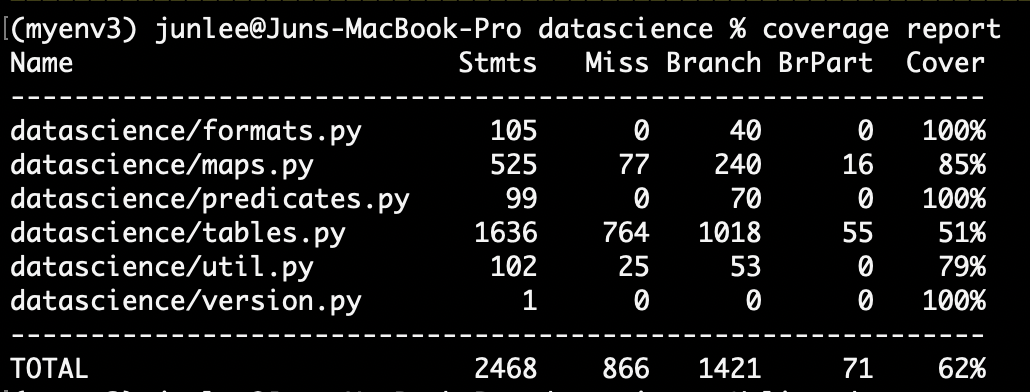 (myenv3) junlee@Juns-MacBook-Pro datascience % coverage report
Name Stmts Miss Branch BrPart Cover
-------------------------------------------------------------
datascience/formats.py 105 0 40 0 100%
datascience/maps.py 525 77 240 16 85%
datascience/predicates.py 99 0 70 0 100%
datascience/tables.py 1636 764 1018 55 51%
datascience/util.py 102 25 53 0 79%
datascience/version.py 1 0 0 0 100%
-------------------------------------------------------------
TOTAL 2468 866 1421 71 62%